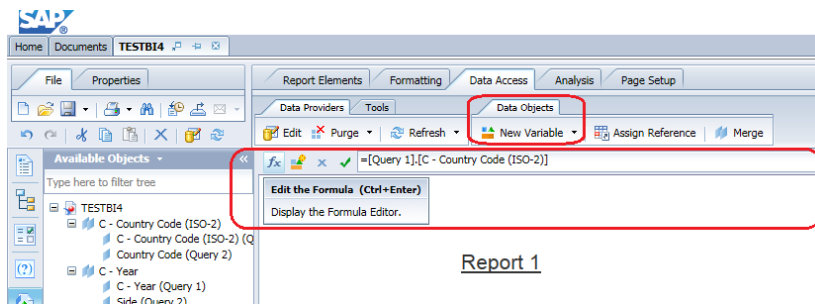 SAP
Home Documents TESTBI4
File Properties
Report Elements Formatting Data Access Analysis Page Setup
Data Providers Tools Data Objects
Edit Purge Refresh New Variable Assign Reference Merge
Available Objects
=[Query 1].[C - Country Code (ISO-2)]
Type here to filter tree
Edit the Formula (Ctrl+Enter)
Display the Formula Editor.
TESTBI4
C - Country Code (ISO-2)
C - Country Code (ISO-2) (Q
Country Code (Query 2)
C - Year
C - Year (Query 1)
Side (Query 2)
Report 1